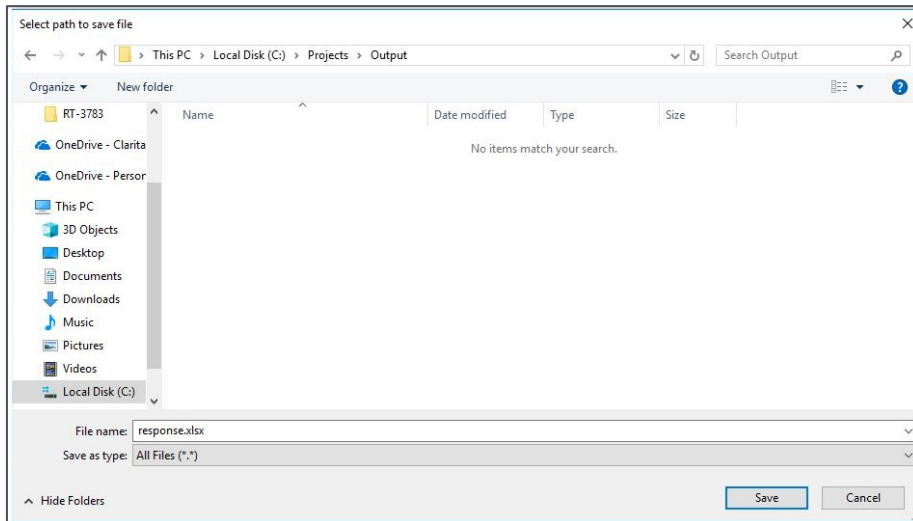 Select path to save file
This PC > Local Disk (C:) > Projects > Output
Search Output
Organize
New folder
Name
Date modified
Type
Size
No items match your search.
RT-3783
OneDrive - Clarita
OneDrive - Person
This PC
3D Objects
Desktop
Documents
Downloads
Music
Pictures
Videos
Local Disk (C:)
File name: response.xlsx
Save as type: All Files (*.*)
Hide Folders
Save
Cancel